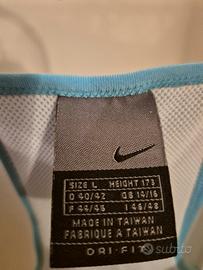 NIKE
SIZE L HEIGHT 173
D 40/42 GB 14/16
F 44/46 I 46/48
MADE IN TAIWAN
FABRIQUE A TAIWAN
DRI-FIT
subito